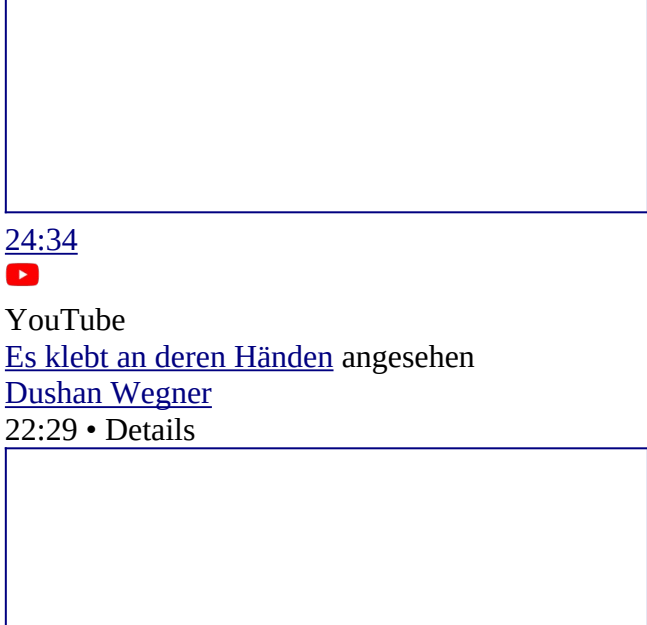 24:34
YouTube
Es klebt an deren Händen angesehen
Dushan Wegner
22:29 • Details